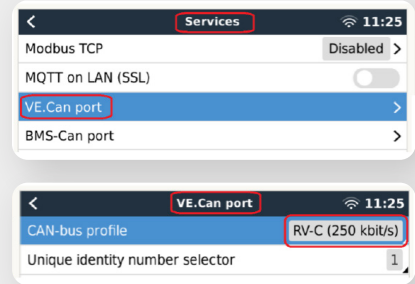 Services 11:25
Modbus TCP Disabled
MQTT on LAN (SSL)
VE.Can port
BMS-Can port
VE.Can port 11:25
CAN-bus profile RV-C (250 kbit/s)
Unique identity number selector 1